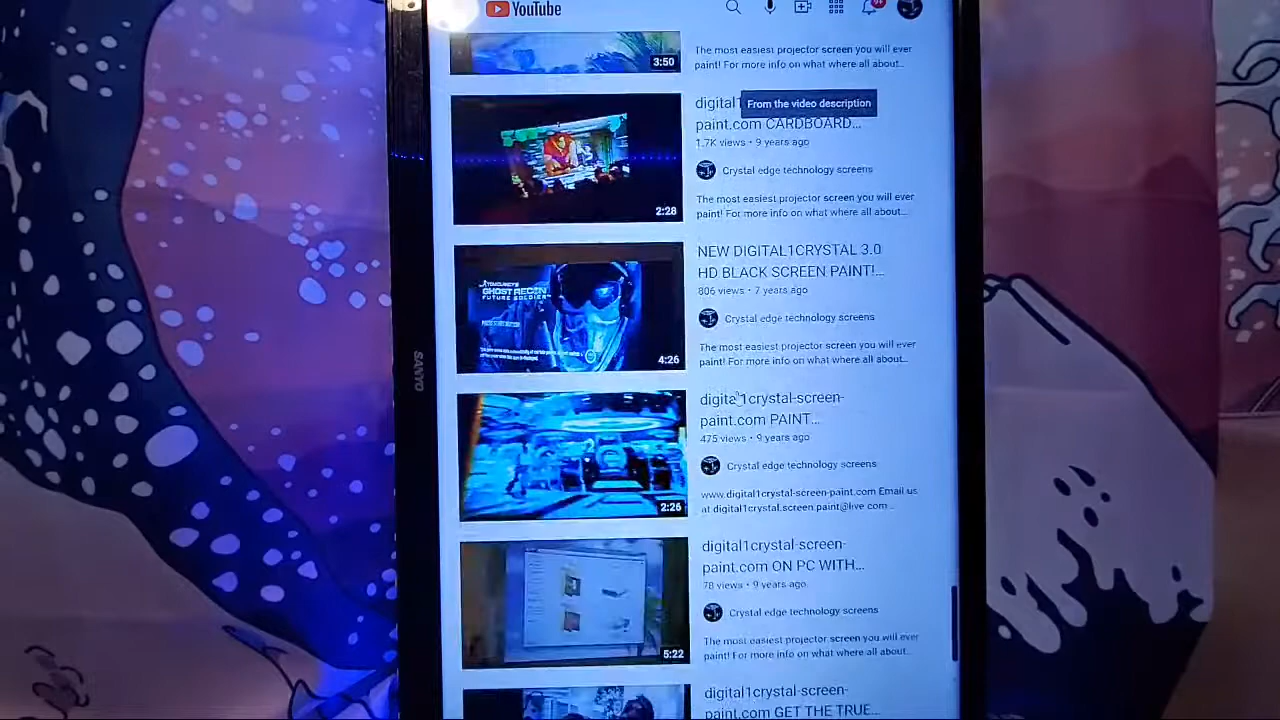 YouTube
9+
3:50
The most easiest projector screen you will ever
paint! For more info on what where all about...
digital1
From the video description
paint.com CARDBOARD...
1.7K views • 9 years ago
Crystal edge technology screens
The most easiest projector screen you will ever
paint! For more info on what where all about...
2:28
NEW DIGITAL1CRYSTAL 3.0
HD BLACK SCREEN PAINT!...
806 views • 7 years ago
GHOST RECON
FUTURE SOLDIER
Crystal edge technology screens
The most easiest projector screen you will ever
paint! For more info on what where all about...
4:26
SANYO
digital1crystal-screen-
paint.com PAINT...
475 views • 9 years ago
Crystal edge technology screens
www.digital1crystal-screen-paint.com Email us
at digital1crystal.screen.paint@live.com...
2:26
digital1crystal-screen-
paint.com ON PC WITH...
78 views • 9 years ago
Crystal edge technology screens
The most easiest projector screen you will ever
paint! For more info on what where all about...
5:22
digital1crystal-screen-
paint.com GET THE TRUE...